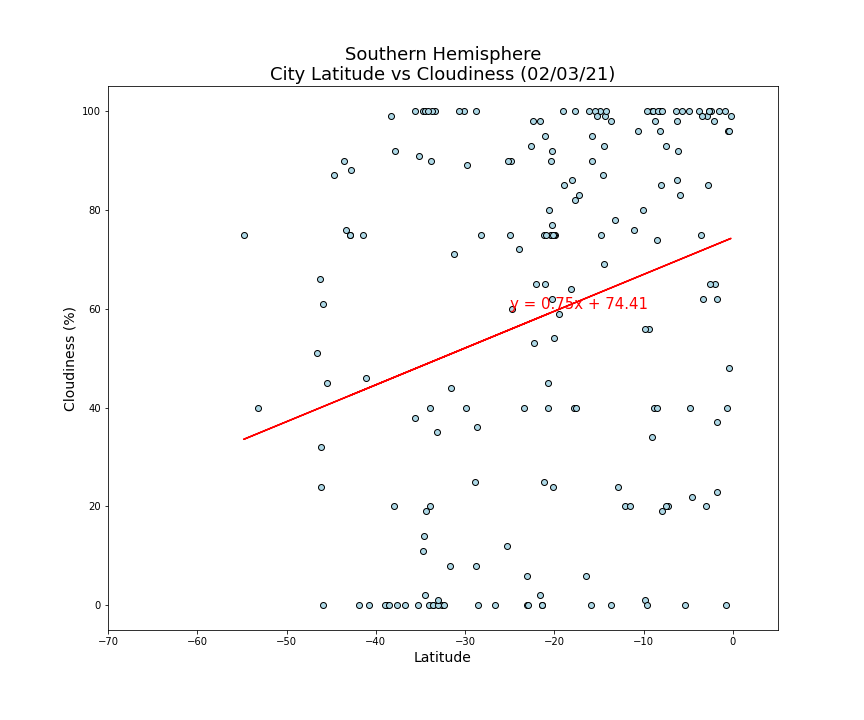 Southern Hemisphere
City Latitude vs Cloudiness (02/03/21)
100
80
60
40
20
0
Cloudiness (%)
y = 0.75x + 74.41
−70
−60
−50
−40
−30
−20
−10
0
Latitude